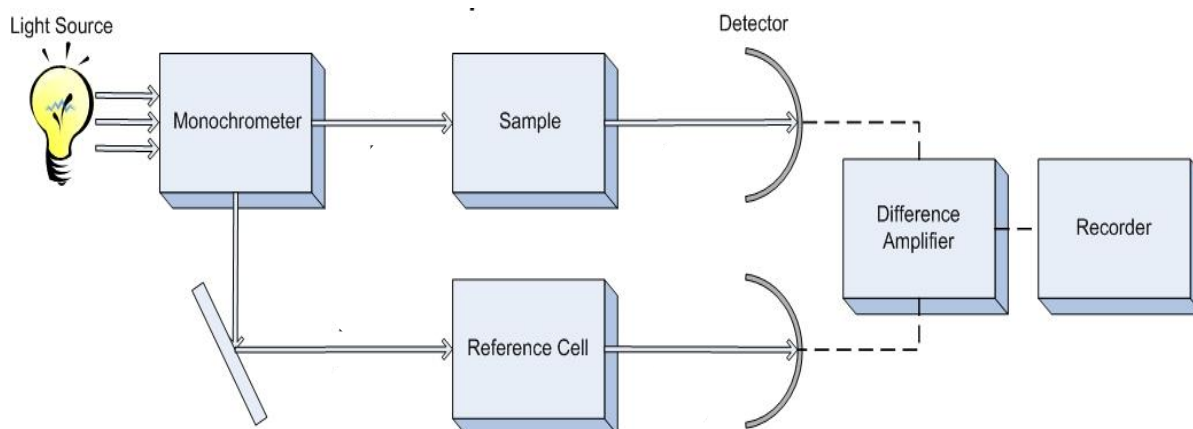 Light Source
Detector
Monochrometer
Sample
Difference
Amplifier
Recorder
Reference Cell